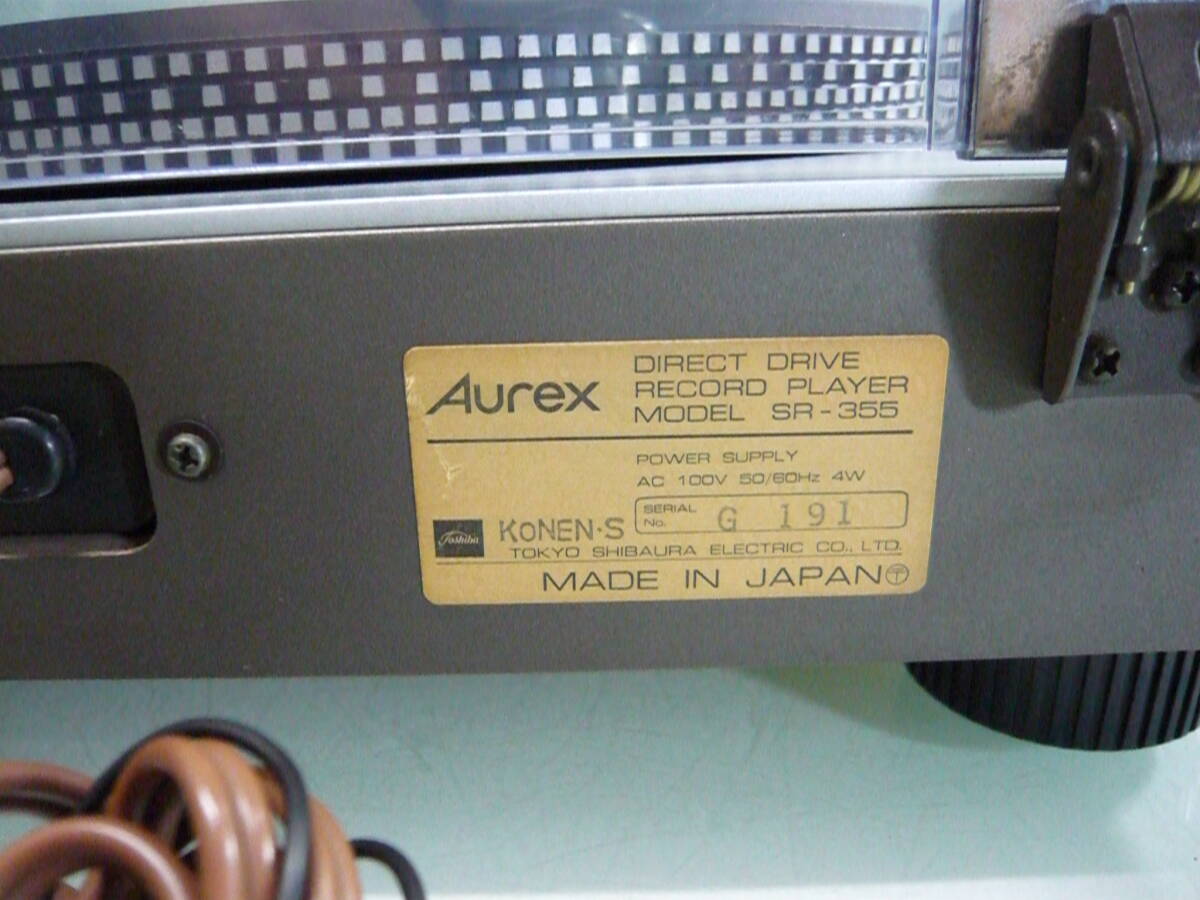 Aurex
DIRECT DRIVE
RECORD PLAYER
MODEL SR-355
POWER SUPPLY
AC 100V 50/60Hz 4W
SERIAL No. G 191
Toshiba
KONEN·S
TOKYO SHIBAURA ELECTRIC CO., LTD.
MADE IN JAPAN 〒